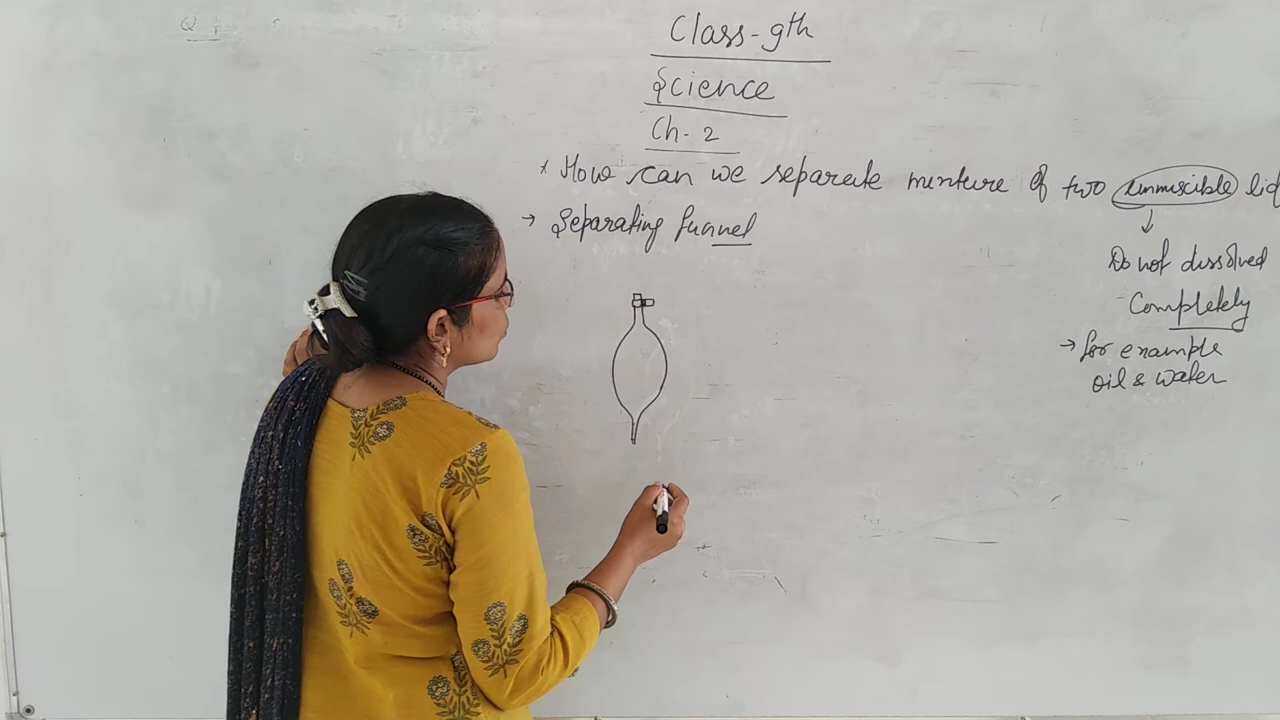 Class-9th
Science
Ch-2
* How can we separate mixture of two immiscible
→ Separating funnel
↓
Do not dissolved
Completely
→ for example
oil & water